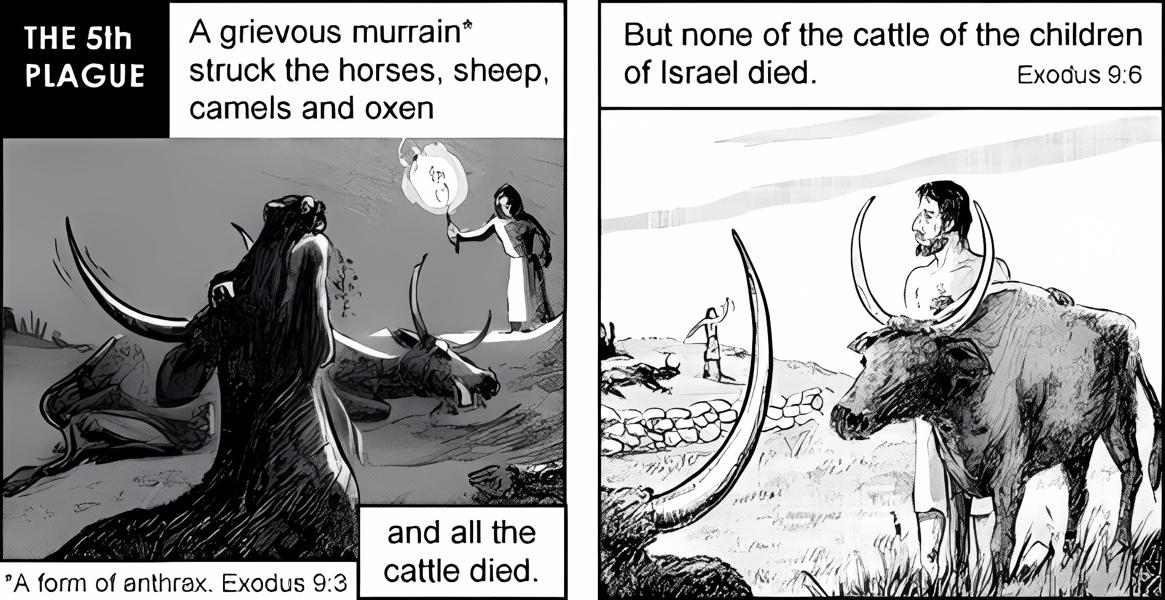 THE 5th
PLAGUE
A grievous murrain*
struck the horses, sheep,
camels and oxen
and all the
cattle died.
*A form of anthrax. Exodus 9:3
But none of the cattle of the children
of Israel died.
Exodus 9:6